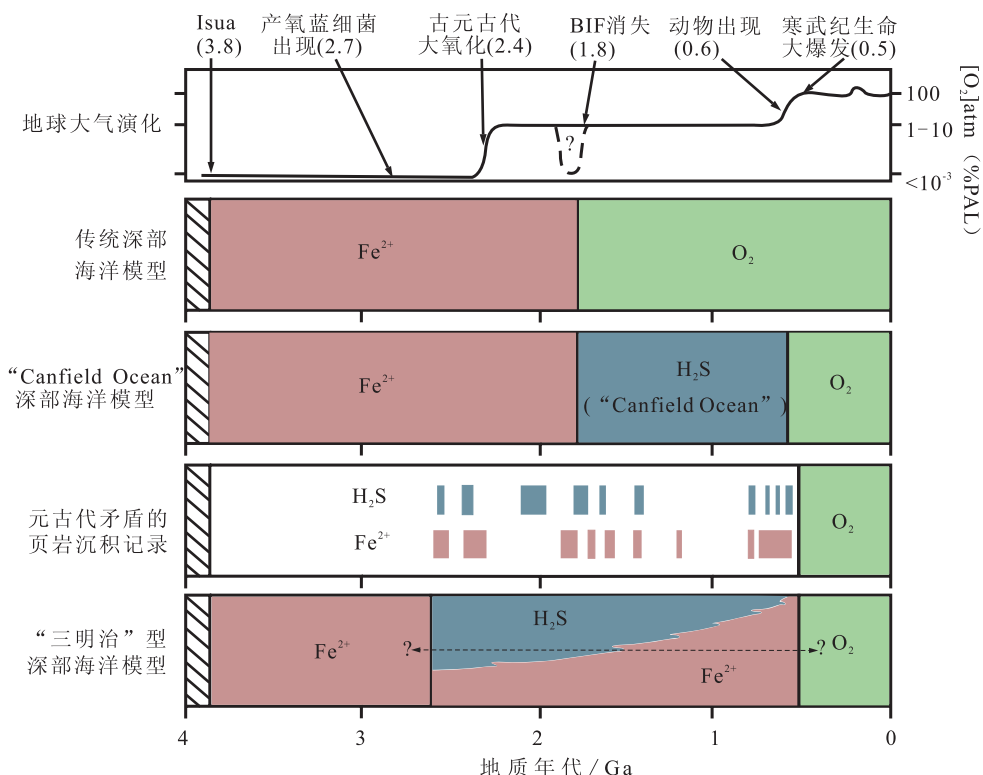 Isua
(3.8)
产氧蓝细菌
出现(2.7)
古元古代
大氧化(2.4)
BIF消失
(1.8)
动物出现
(0.6)
寒武纪生命
大爆发(0.5)
地球大气演化
?
100
1-10
<10⁻³
[O₂]atm (%PAL)
传统深部
海洋模型
Fe²⁺
O₂
“Canfield Ocean”
深部海洋模型
Fe²⁺
H₂S
(“Canfield Ocean”)
O₂
元古代矛盾的
页岩沉积记录
H₂S
Fe²⁺
O₂
“三明治”型
深部海洋模型
Fe²⁺
?
H₂S
Fe²⁺
?
O₂
4
3
2
1
0
地质年代/Ga